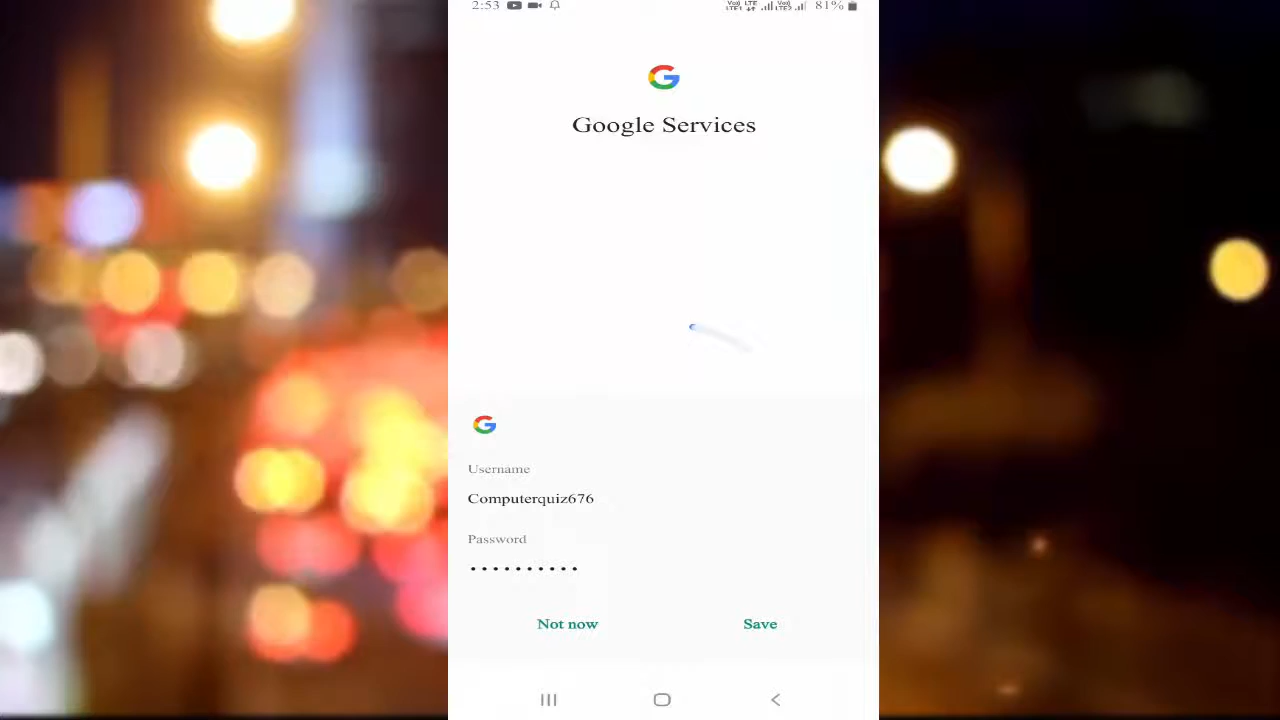 2:53 81%
Google Services
Username
Computerquiz676
Password
••••••••••
Not now Save